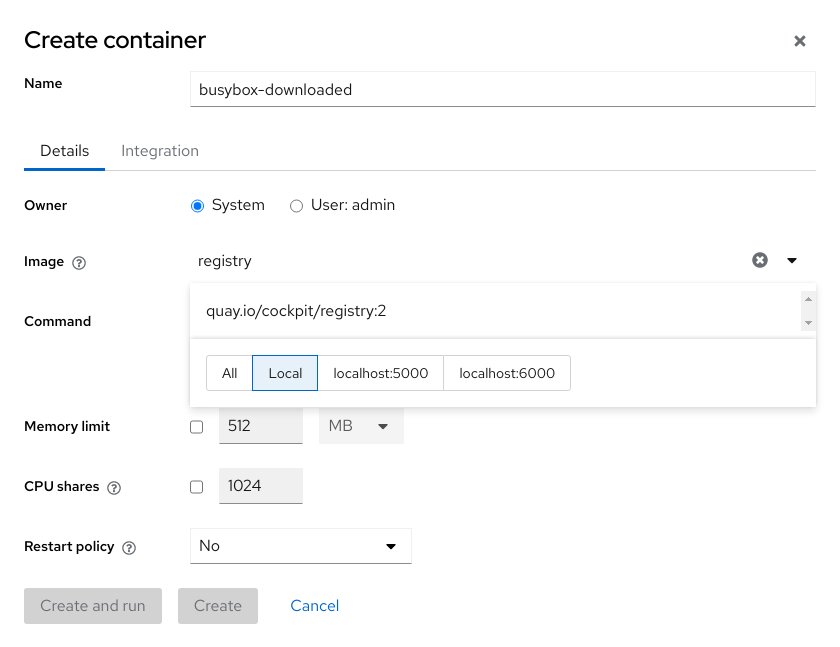 Create container
Name
busybox-downloaded
Details Integration
Owner
System User: admin
Image
registry
quay.io/cockpit/registry:2
Command
All Local localhost:5000 localhost:6000
Memory limit
512 MB
CPU shares
1024
Restart policy
No
Create and run Create Cancel